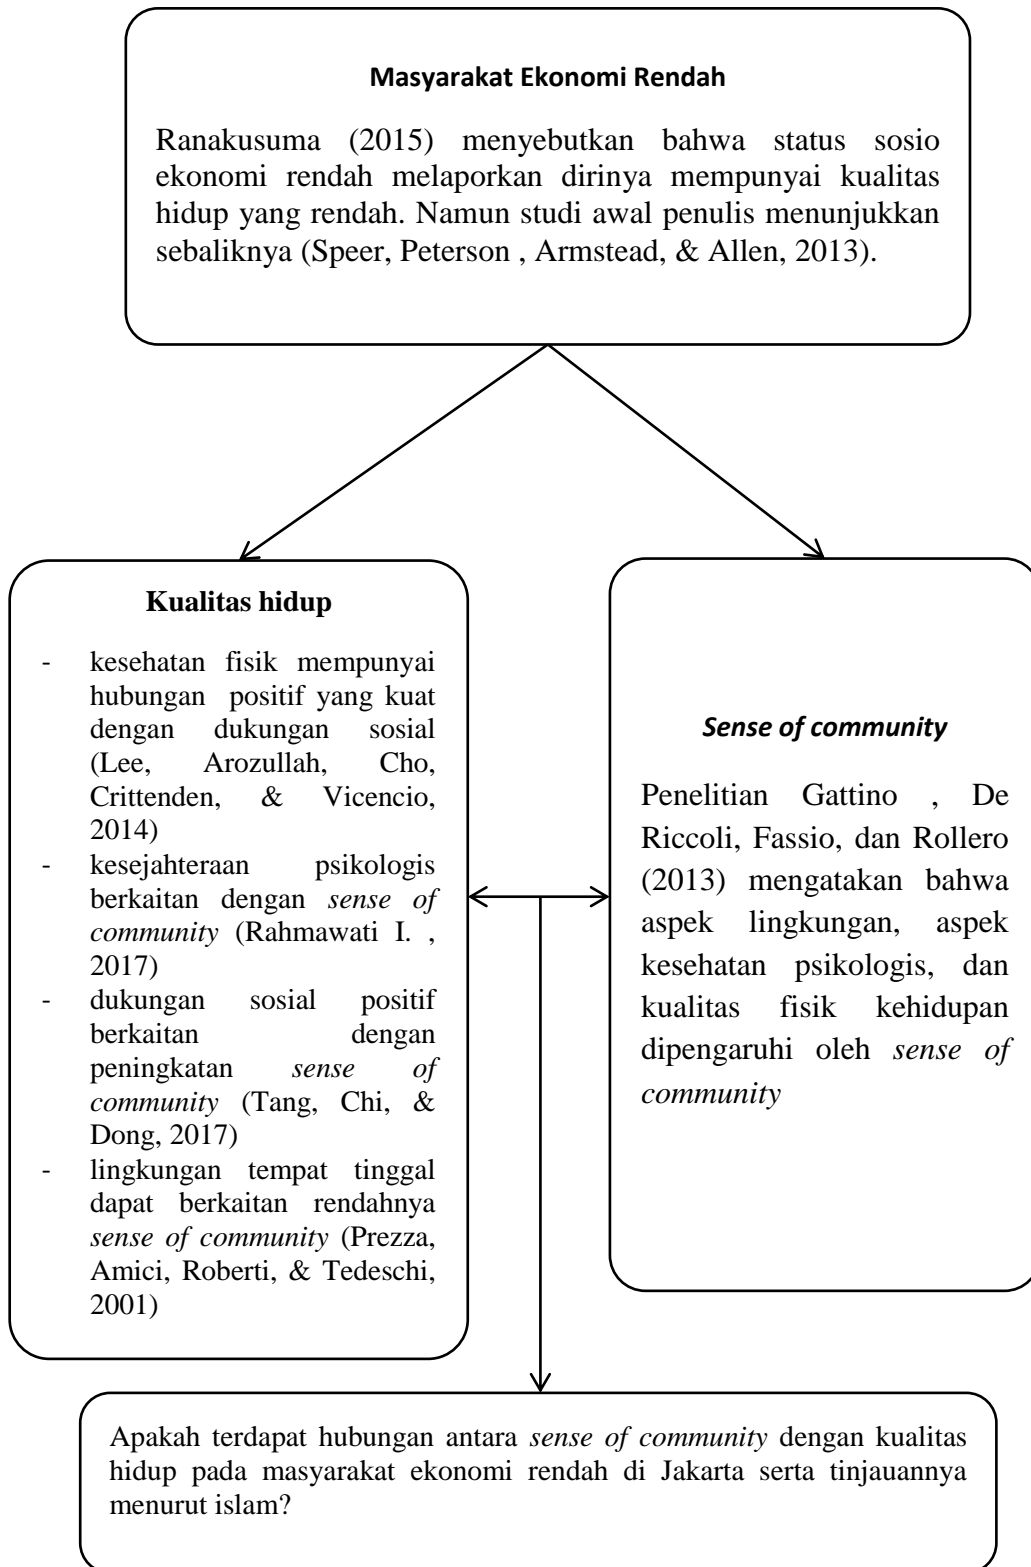 Masyarakat Ekonomi Rendah
Ranakusuma (2015) menyebutkan bahwa status sosio
ekonomi rendah melaporkan dirinya mempunyai kualitas
hidup yang rendah. Namun studi awal penulis menunjukkan
sebaliknya (Speer, Peterson , Armstead, & Allen, 2013).
Kualitas hidup
- kesehatan fisik mempunyai
hubungan positif yang kuat
dengan dukungan sosial
(Lee, Arozullah, Cho,
Crittenden, & Vicencio,
2014)
- kesejahteraan psikologis
berkaitan dengan sense of
community (Rahmawati I. ,
2017)
- dukungan sosial positif
berkaitan dengan
peningkatan sense of
community (Tang, Chi, &
Dong, 2017)
- lingkungan tempat tinggal
dapat berkaitan rendahnya
sense of community (Prezza,
Amici, Roberti, & Tedeschi,
2001)
Sense of community
Penelitian Gattino , De
Riccoli, Fassio, dan Rollero
(2013) mengatakan bahwa
aspek lingkungan, aspek
kesehatan psikologis, dan
kualitas fisik kehidupan
dipengaruhi oleh sense of
community
Apakah terdapat hubungan antara sense of community dengan kualitas
hidup pada masyarakat ekonomi rendah di Jakarta serta tinjauannya
menurut islam?